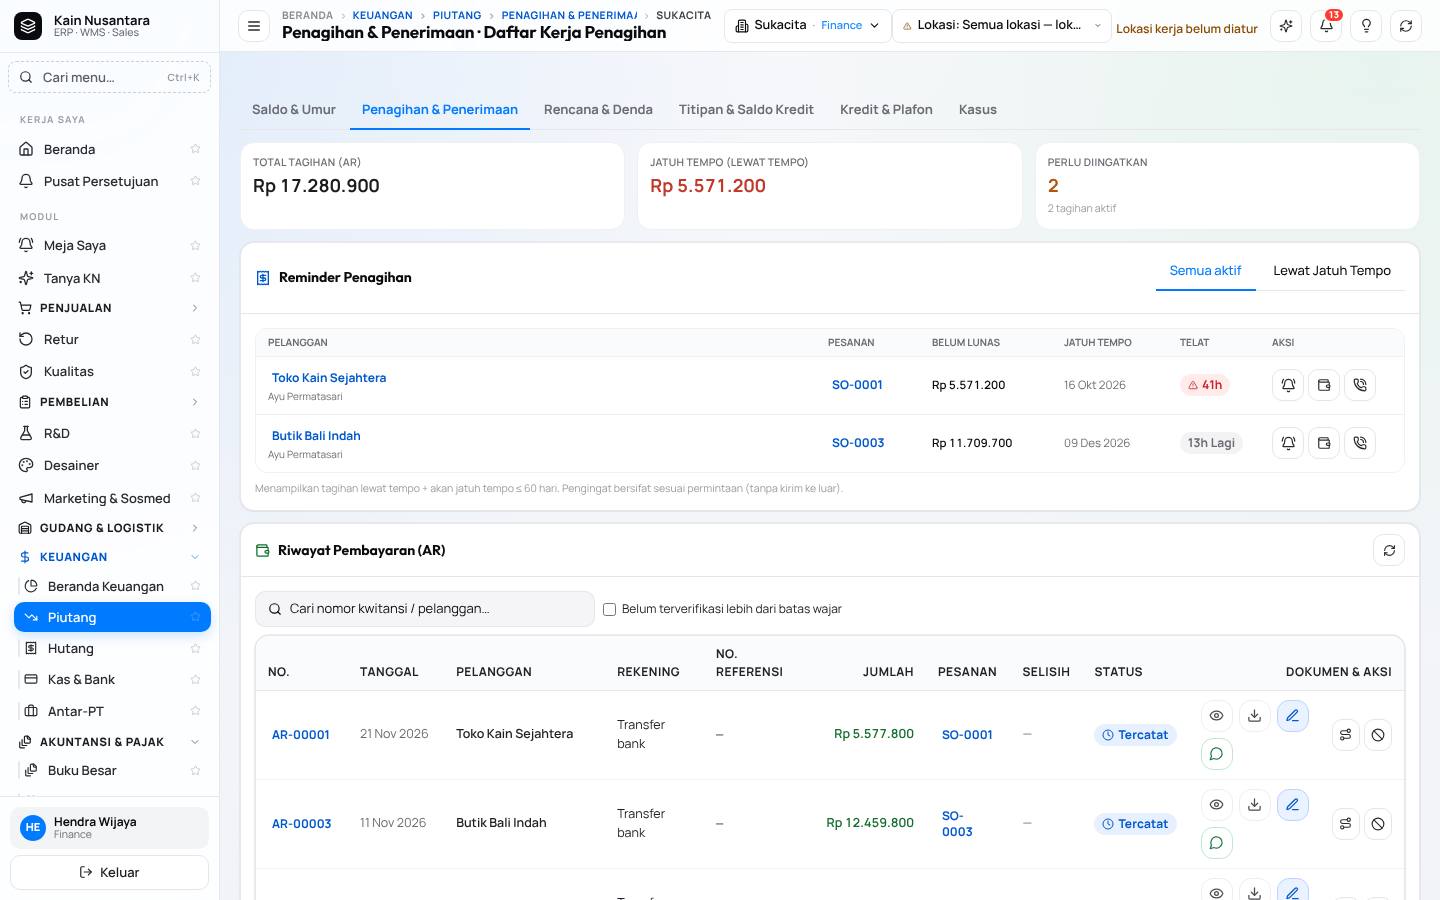 Kain Nusantara
ERP · WMS · Sales
Cari menu...
Ctrl+K
KERJA SAYA
Beranda
Pusat Persetujuan
MODUL
Meja Saya
Tanya KN
PENJUALAN
Retur
Kualitas
PEMBELIAN
R&D
Desainer
Marketing & Sosmed
GUDANG & LOGISTIK
KEUANGAN
Beranda Keuangan
Piutang
Hutang
Kas & Bank
Antar-PT
AKUNTANSI & PAJAK
Buku Besar
HE
Hendra Wijaya
Finance
Keluar
BERANDA › KEUANGAN › PIUTANG › PENAGIHAN & PENERIMAA › SUKACITA
Penagihan & Penerimaan · Daftar Kerja Penagihan
Sukacita · Finance
Lokasi: Semua lokasi — lok...
Lokasi kerja belum diatur
13
Saldo & Umur
Penagihan & Penerimaan
Rencana & Denda
Titipan & Saldo Kredit
Kredit & Plafon
Kasus
TOTAL TAGIHAN (AR)
Rp 17.280.900
JATUH TEMPO (LEWAT TEMPO)
Rp 5.571.200
PERLU DIINGATKAN
2
2 tagihan aktif
Reminder Penagihan
Semua aktif
Lewat Jatuh Tempo
PELANGGAN PESANAN BELUM LUNAS JATUH TEMPO TELAT AKSI
Toko Kain Sejahtera SO-0001 Rp 5.571.200 16 Okt 2026 41h
Ayu Permatasari
Butik Bali Indah SO-0003 Rp 11.709.700 09 Des 2026 13h Lagi
Ayu Permatasari
Menampilkan tagihan lewat tempo + akan jatuh tempo ≤ 60 hari. Pengingat bersifat sesuai permintaan (tanpa kirim ke luar).
Riwayat Pembayaran (AR)
Cari nomor kwitansi / pelanggan...
Belum terverifikasi lebih dari batas wajar
NO. TANGGAL PELANGGAN REKENING NO. REFERENSI JUMLAH PESANAN SELISIH STATUS DOKUMEN & AKSI
AR-00001 21 Nov 2026 Toko Kain Sejahtera Transfer bank — Rp 5.577.800 SO-0001 — Tercatat
AR-00003 11 Nov 2026 Butik Bali Indah Transfer bank — Rp 12.459.800 SO-0003 — Tercatat